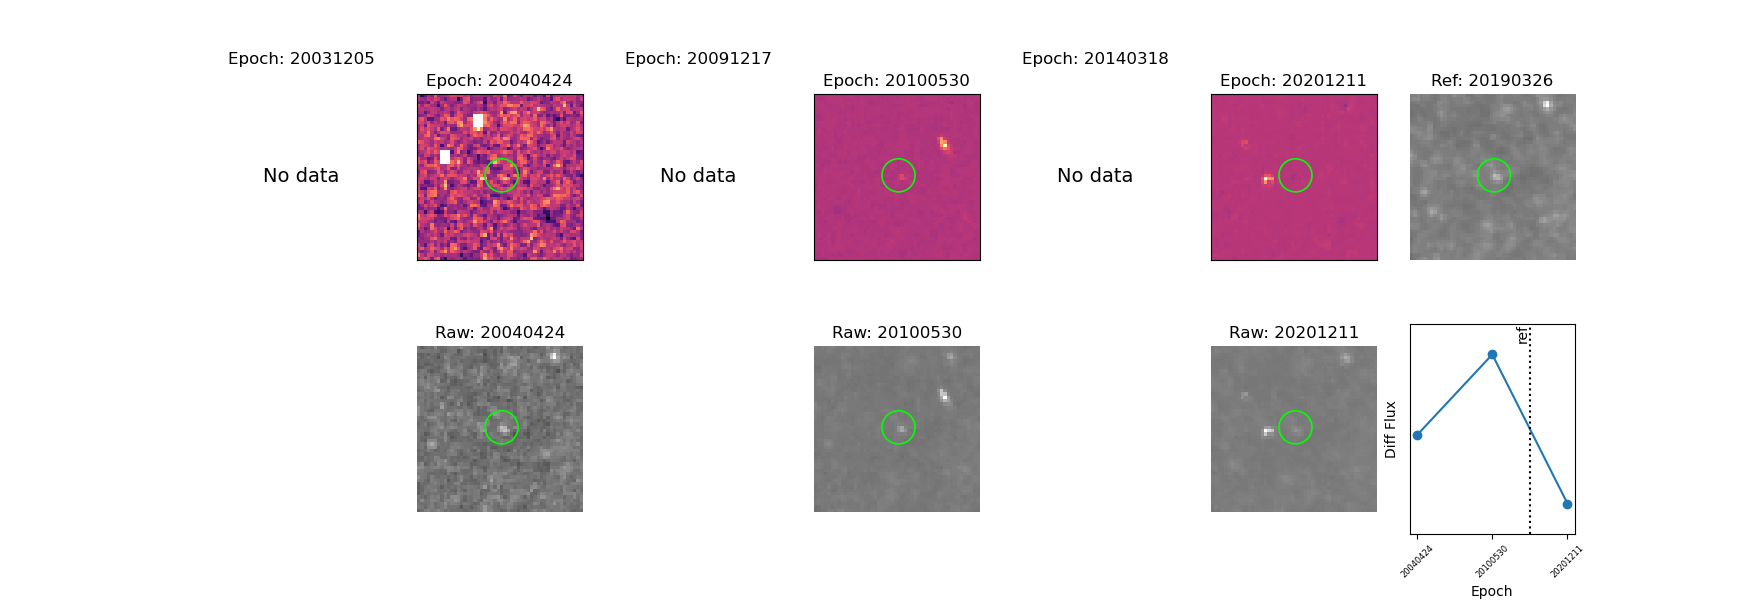 Epoch: 20031205
Epoch: 20091217
Epoch: 20140318
Epoch: 20040424
Epoch: 20100530
Epoch: 20201211
Ref: 20190326
No data
No data
No data
Raw: 20040424
Raw: 20100530
Raw: 20201211
ref
Diff Flux
20040424
20100530
20201211
Epoch